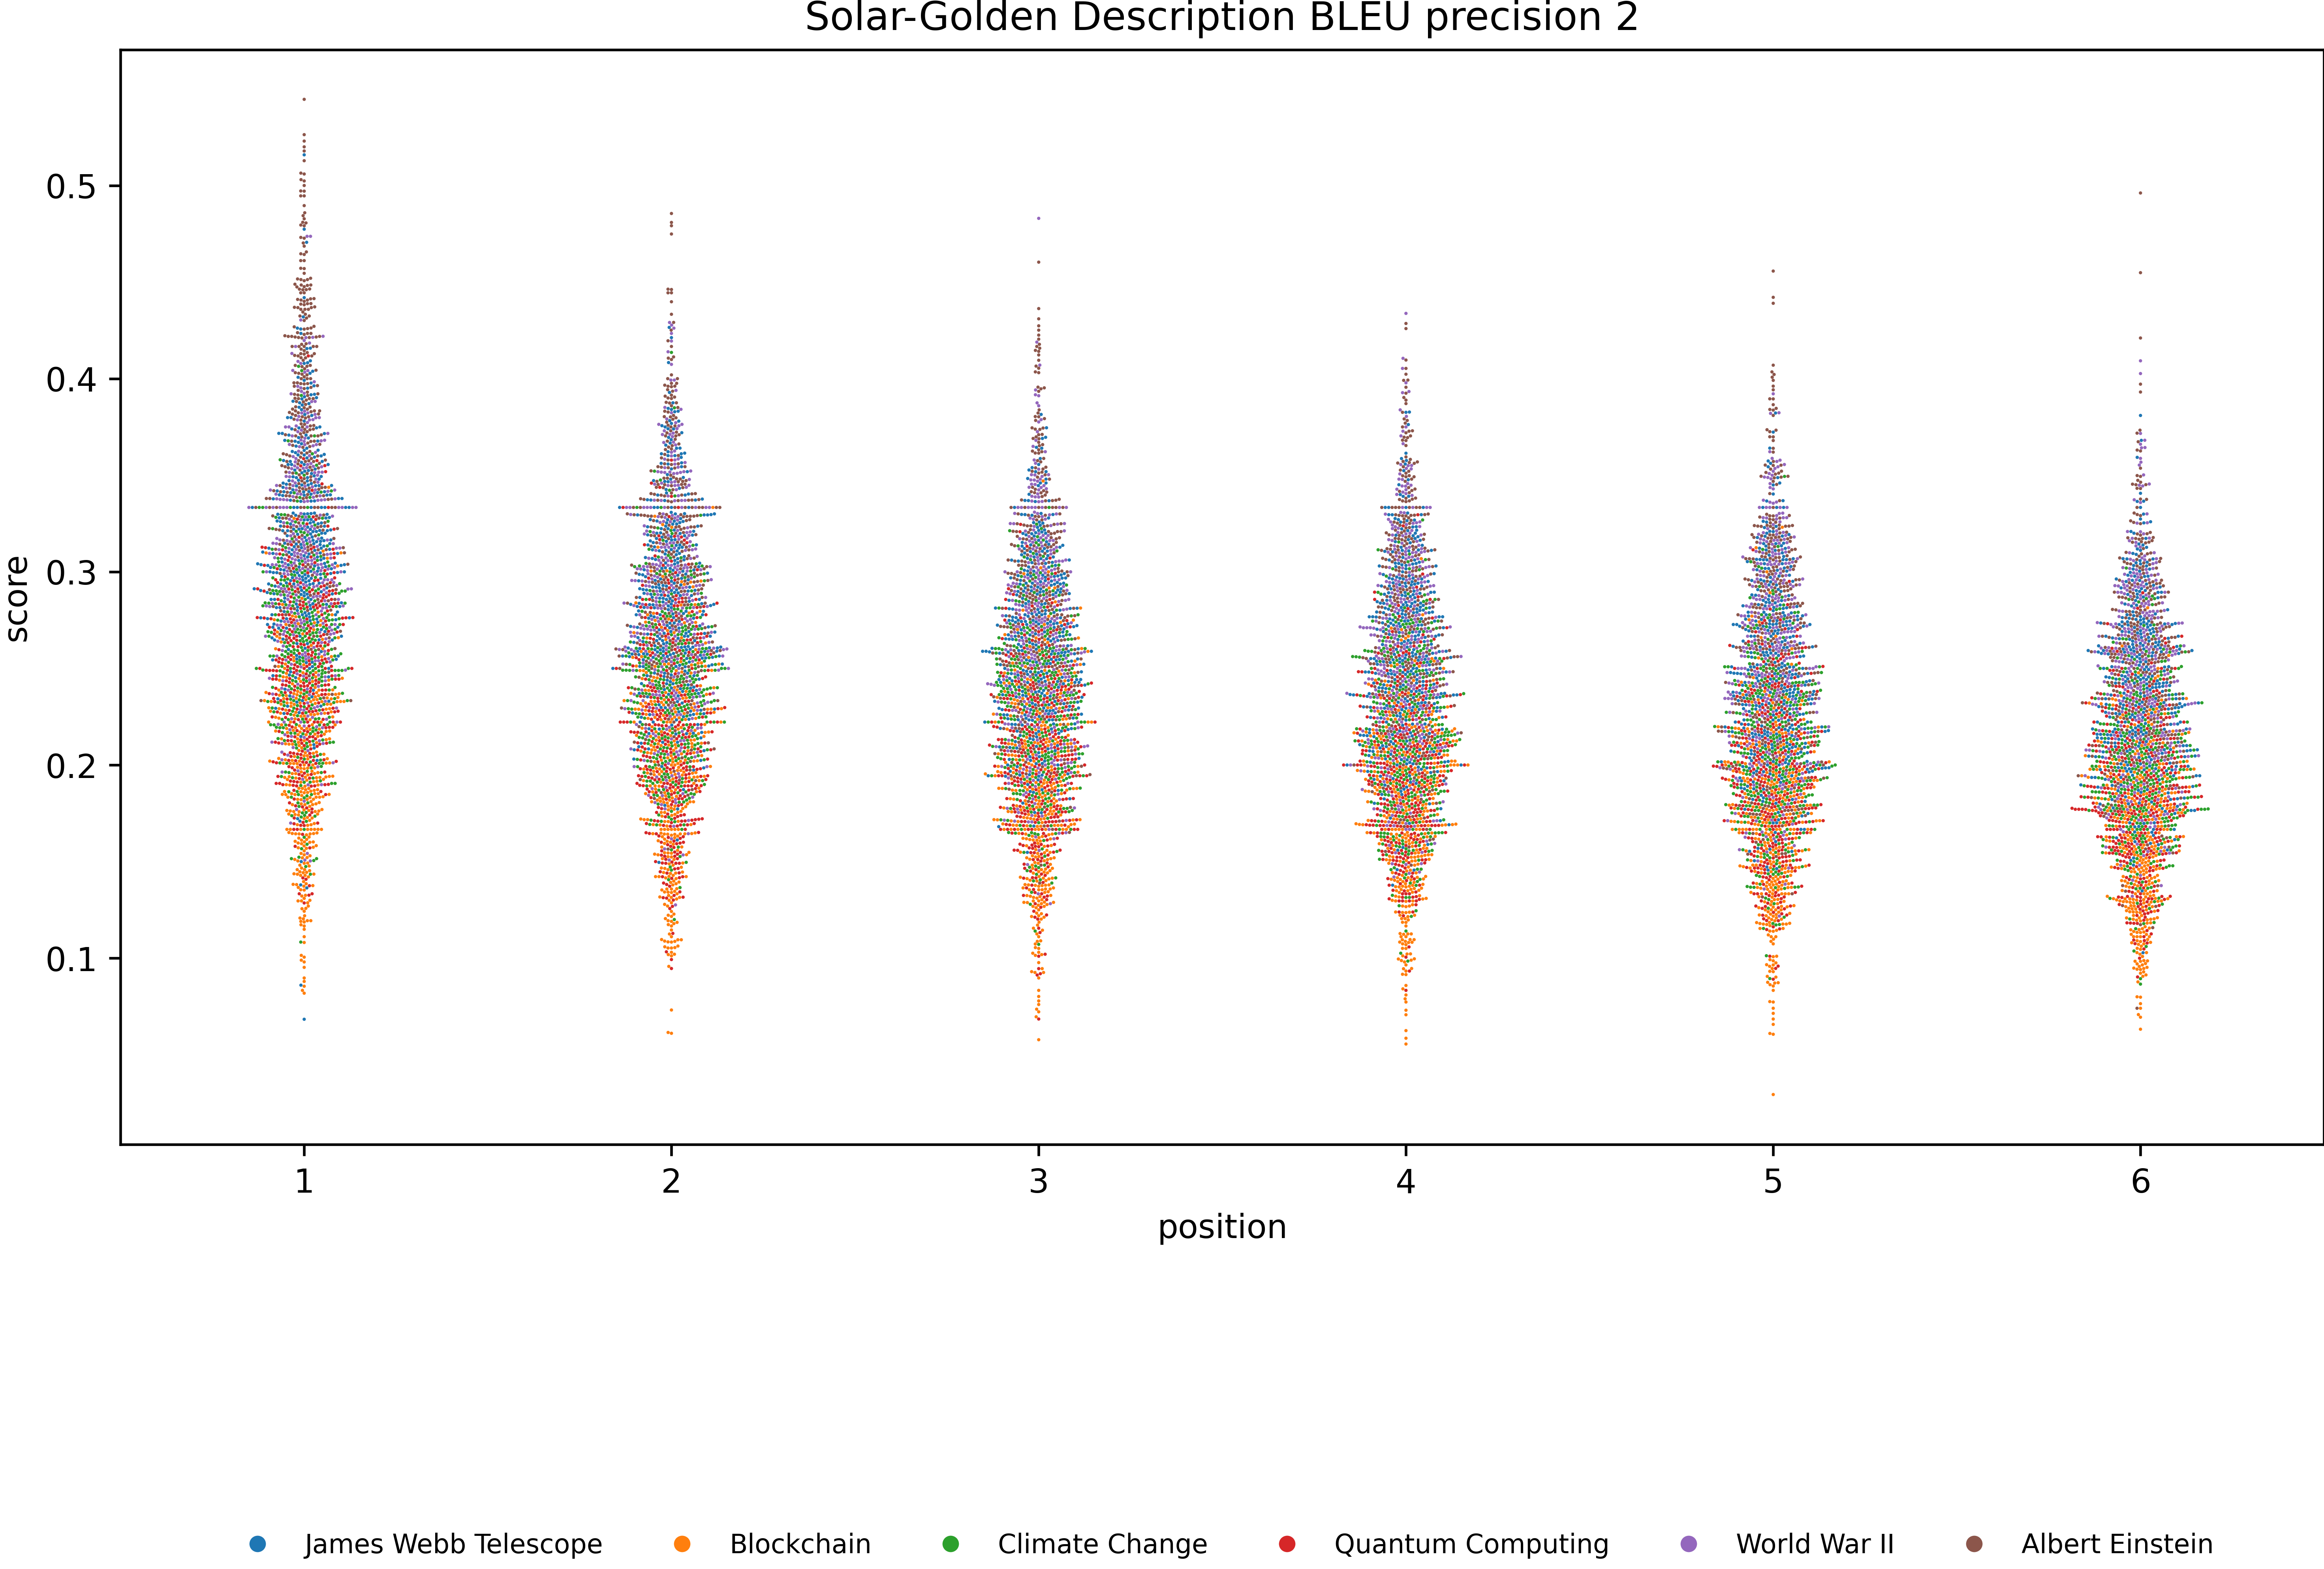 Solar-Golden Description BLEU precision 2
score
0.5
0.4
0.3
0.2
0.1
1 2 3 4 5 6
position
James Webb Telescope Blockchain Climate Change Quantum Computing World War II Albert Einstein